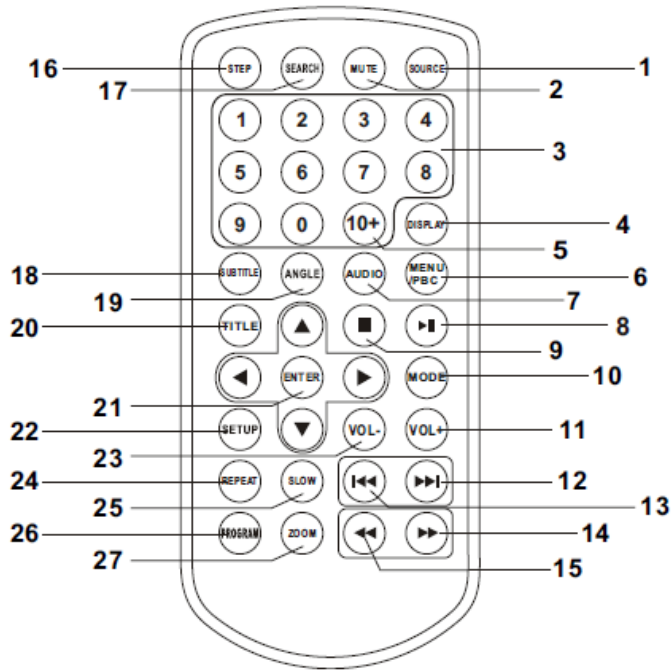 16 STEP SEARCH MUTE SOURCE 1
17 2
1 2 3 4
3
5 6 7 8
9 0 10+ DISPLAY 4
5
18 SUBTITLE ANGLE AUDIO MENU /PBC 6
19 7
20 TITLE 8
9
ENTER MODE 10
21
22 SETUP VOL- VOL+ 11
23
24 REPEAT SLOW 12
25 13
26 PROGRAM ZOOM 14
27 15